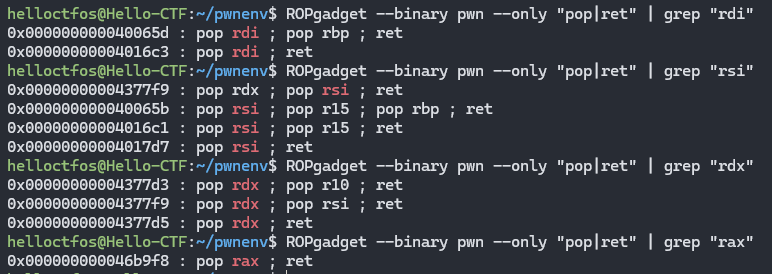 helloctfos@Hello-CTF:~/pwnenv$ ROPgadget --binary pwn --only "pop|ret" | grep "rdi"
0x000000000040065d : pop rdi ; pop rbp ; ret
0x00000000004016c3 : pop rdi ; ret
helloctfos@Hello-CTF:~/pwnenv$ ROPgadget --binary pwn --only "pop|ret" | grep "rsi"
0x00000000004377f9 : pop rdx ; pop rsi ; ret
0x000000000040065b : pop rsi ; pop r15 ; pop rbp ; ret
0x00000000004016c1 : pop rsi ; pop r15 ; ret
0x00000000004017d7 : pop rsi ; ret
helloctfos@Hello-CTF:~/pwnenv$ ROPgadget --binary pwn --only "pop|ret" | grep "rdx"
0x00000000004377d3 : pop rdx ; pop r10 ; ret
0x00000000004377f9 : pop rdx ; pop rsi ; ret
0x00000000004377d5 : pop rdx ; ret
helloctfos@Hello-CTF:~/pwnenv$ ROPgadget --binary pwn --only "pop|ret" | grep "rax"
0x000000000046b9f8 : pop rax ; ret